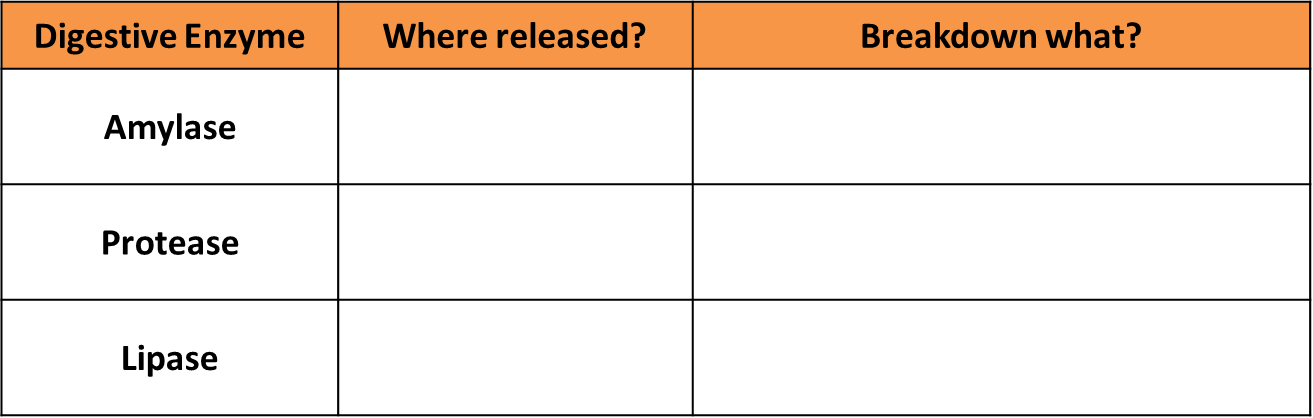 Digestive Enzyme Where released? Breakdown what?
Amylase
Protease
Lipase